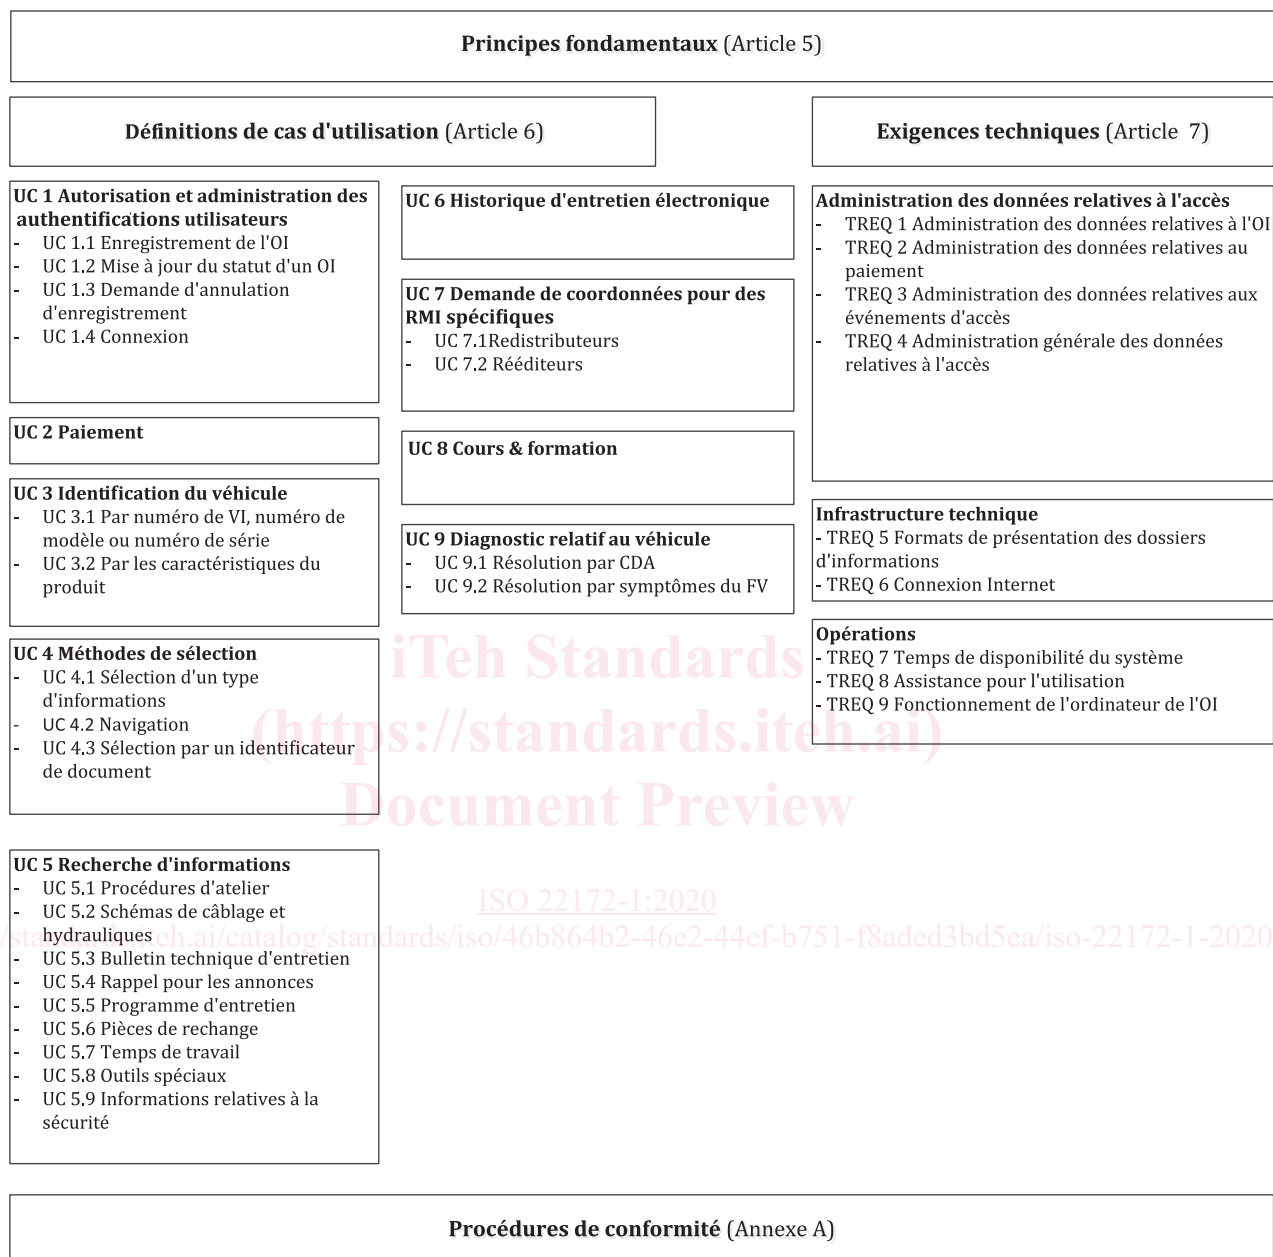 Principes fondamentaux (Article 5)
Définitions de cas d'utilisation (Article 6)
Exigences techniques (Article 7)
UC 1 Autorisation et administration des
authentifications utilisateurs
- UC 1.1 Enregistrement de l'OI
- UC 1.2 Mise à jour du statut d'un OI
- UC 1.3 Demande d'annulation
d'enregistrement
- UC 1.4 Connexion
UC 2 Paiement
UC 3 Identification du véhicule
- UC 3.1 Par numéro de VI, numéro de
modèle ou numéro de série
- UC 3.2 Par les caractéristiques du
produit
UC 4 Méthodes de sélection
- UC 4.1 Sélection d'un type
d'informations
- UC 4.2 Navigation
- UC 4.3 Sélection par un identificateur
de document
UC 5 Recherche d'informations
- UC 5.1 Procédures d'atelier
- UC 5.2 Schémas de câblage et
hydrauliques
- UC 5.3 Bulletin technique d'entretien
- UC 5.4 Rappel pour les annonces
- UC 5.5 Programme d'entretien
- UC 5.6 Pièces de rechange
- UC 5.7 Temps de travail
- UC 5.8 Outils spéciaux
- UC 5.9 Informations relatives à la
sécurité
UC 6 Historique d'entretien électronique
UC 7 Demande de coordonnées pour des
RMI spécifiques
- UC 7.1Redistributeurs
- UC 7.2 Rééditeurs
UC 8 Cours & formation
UC 9 Diagnostic relatif au véhicule
- UC 9.1 Résolution par CDA
- UC 9.2 Résolution par symptômes du FV
Administration des données relatives à l'accès
- TREQ 1 Administration des données relatives à l'OI
- TREQ 2 Administration des données relatives au
paiement
- TREQ 3 Administration des données relatives aux
événements d'accès
- TREQ 4 Administration générale des données
relatives à l'accès
Infrastructure technique
- TREQ 5 Formats de présentation des dossiers
d'informations
- TREQ 6 Connexion Internet
Opérations
- TREQ 7 Temps de disponibilité du système
- TREQ 8 Assistance pour l'utilisation
- TREQ 9 Fonctionnement de l'ordinateur de l'OI
iTeh Standards
(https://standards.iteh.ai)
Document Preview
ISO 22172-1:2020
/standards.iteh.ai/catalog/standards/iso/46b864b2-46e2-44ef-b751-f8aded3bd5ea/iso-22172-1-2020
Procédures de conformité (Annexe A)